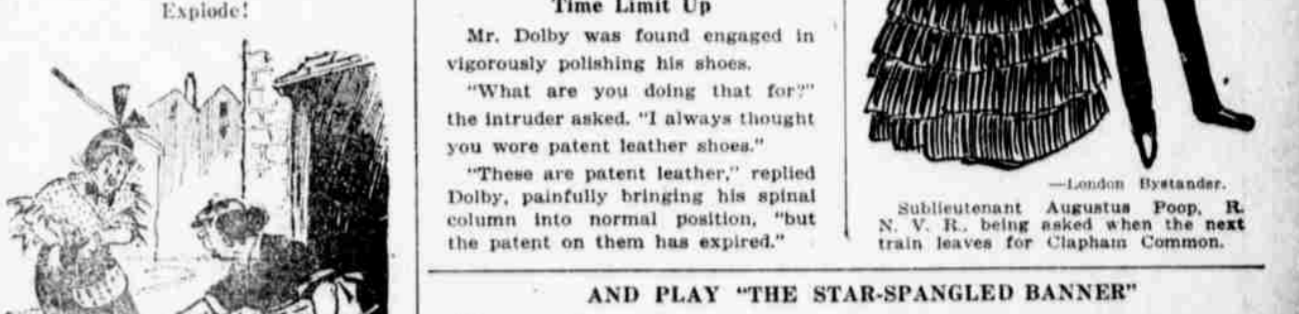 Explode!
Time Limit Up
Mr. Dolby was found engaged in
vigorously polishing his shoes.
"What are you doing that for?"
the intruder asked. "I always thought
you wore patent leather shoes."
"These are patent leather," replied
Dolby, painfully bringing his spinal
column into normal position, "but
the patent on them has expired."
—London Bystander.
Sublieutenant Augustus Poop, R.
N. V. R., being asked when the next
train leaves for Clapham Common.
AND PLAY "THE STAR-SPANGLED BANNER"